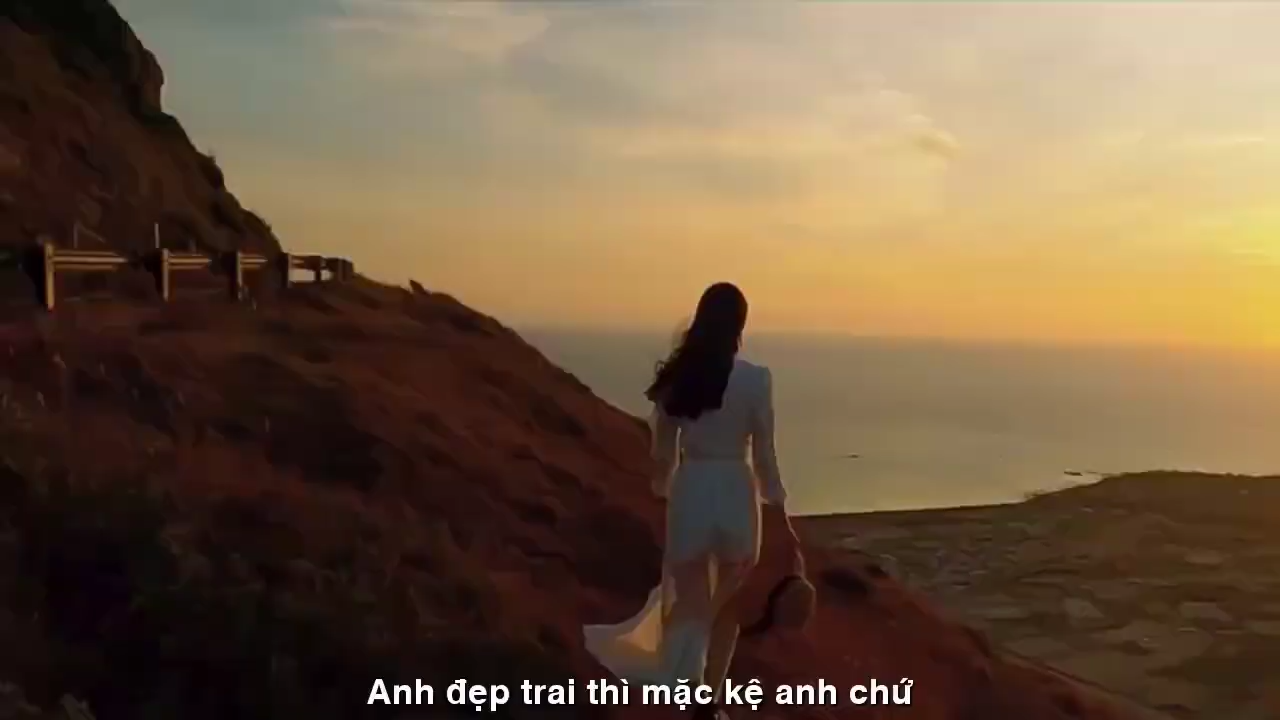 Anh đẹp trai thì mặc kệ anh chứ